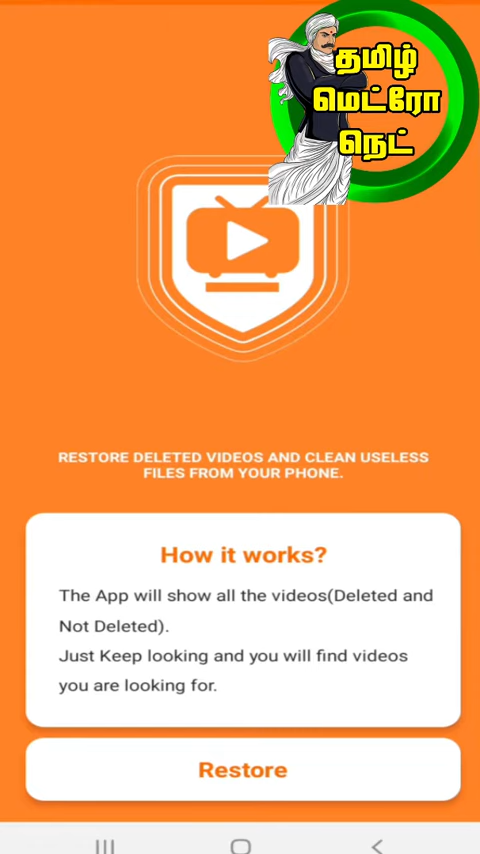 தமிழ்
மெட்ரோ
நெட்
RESTORE DELETED VIDEOS AND CLEAN USELESS
FILES FROM YOUR PHONE.
How it works?
The App will show all the videos(Deleted and
Not Deleted).
Just Keep looking and you will find videos
you are looking for.
Restore